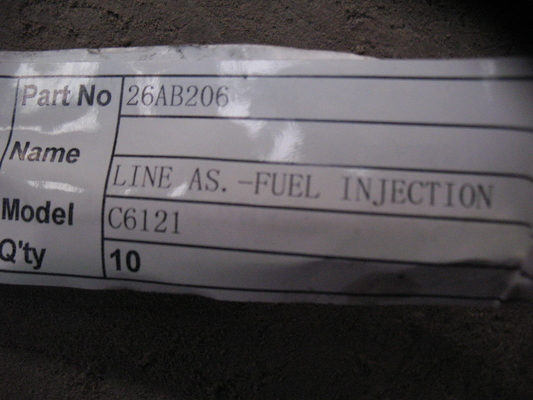 Part No 26AB206
Name
LINE AS.-FUEL INJECTION
Model C6121
Q'ty 10